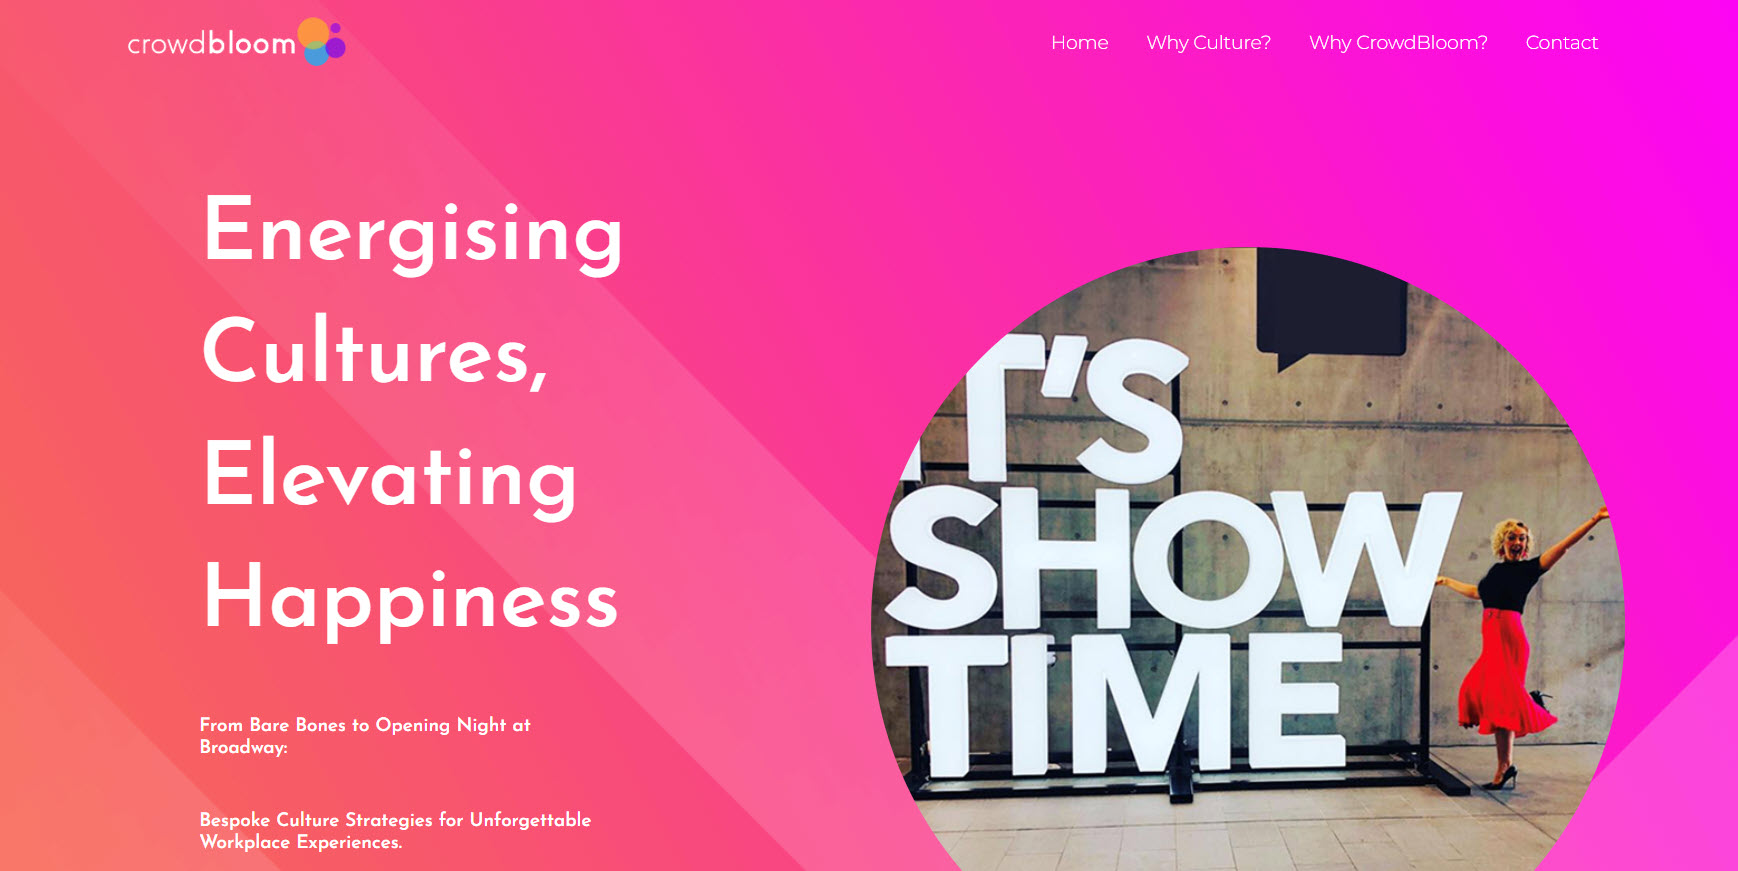 crowdbloom
Home Why Culture? Why CrowdBloom? Contact
Energising
Cultures,
Elevating
Happiness
From Bare Bones to Opening Night at
Broadway:
Bespoke Culture Strategies for Unforgettable
Workplace Experiences.
IT'S
SHOW
TIME